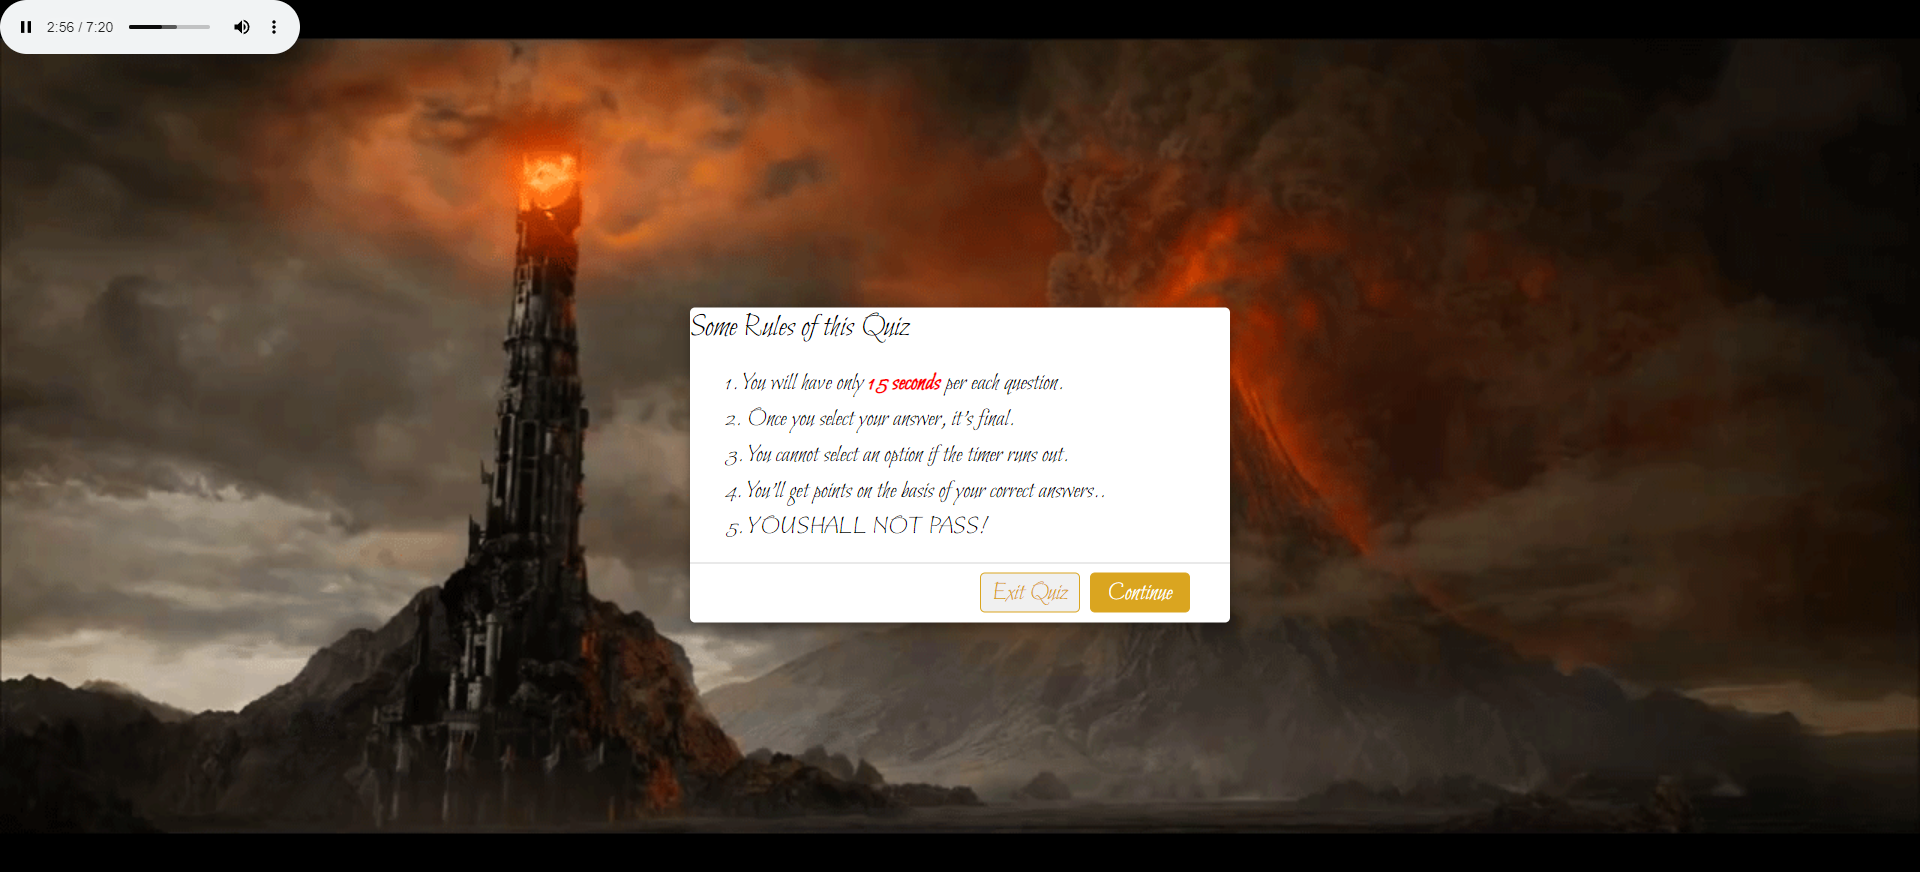 2:56 / 7:20
Some Rules of this Quiz
1. You will have only 15 seconds per each question.
2. Once you select your answer, it's final.
3. You cannot select an option if the timer runs out.
4. You'll get points on the basis of your correct answers..
5. YOUSHALL NOT PASS!
Exit Quiz
Continue